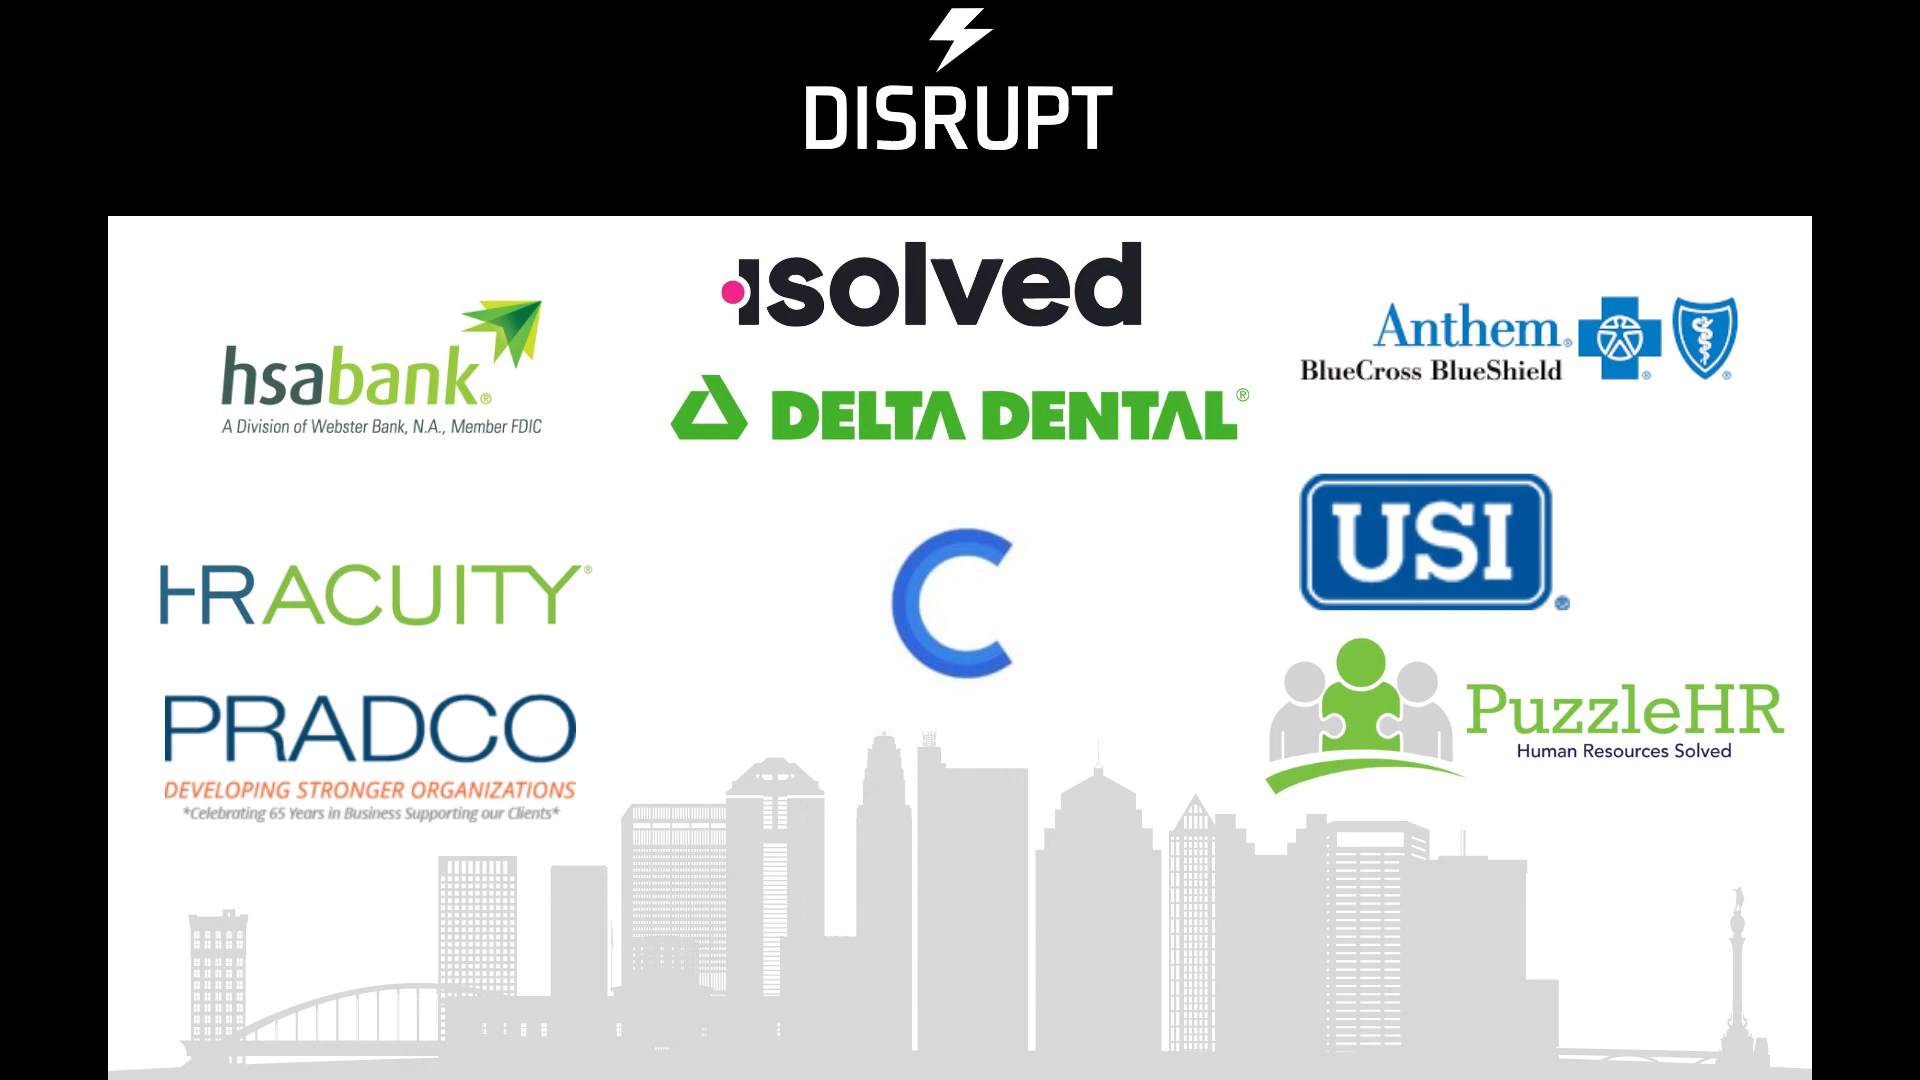 DISRUPT
isolved
hsabank®
A Division of Webster Bank, N.A., Member FDIC
DELTA DENTAL®
Anthem®
BlueCross BlueShield
HRACUITY®
C
USI
PRADCO
DEVELOPING STRONGER ORGANIZATIONS
*Celebrating 65 Years in Business Supporting our Clients*
PuzzleHR
Human Resources Solved